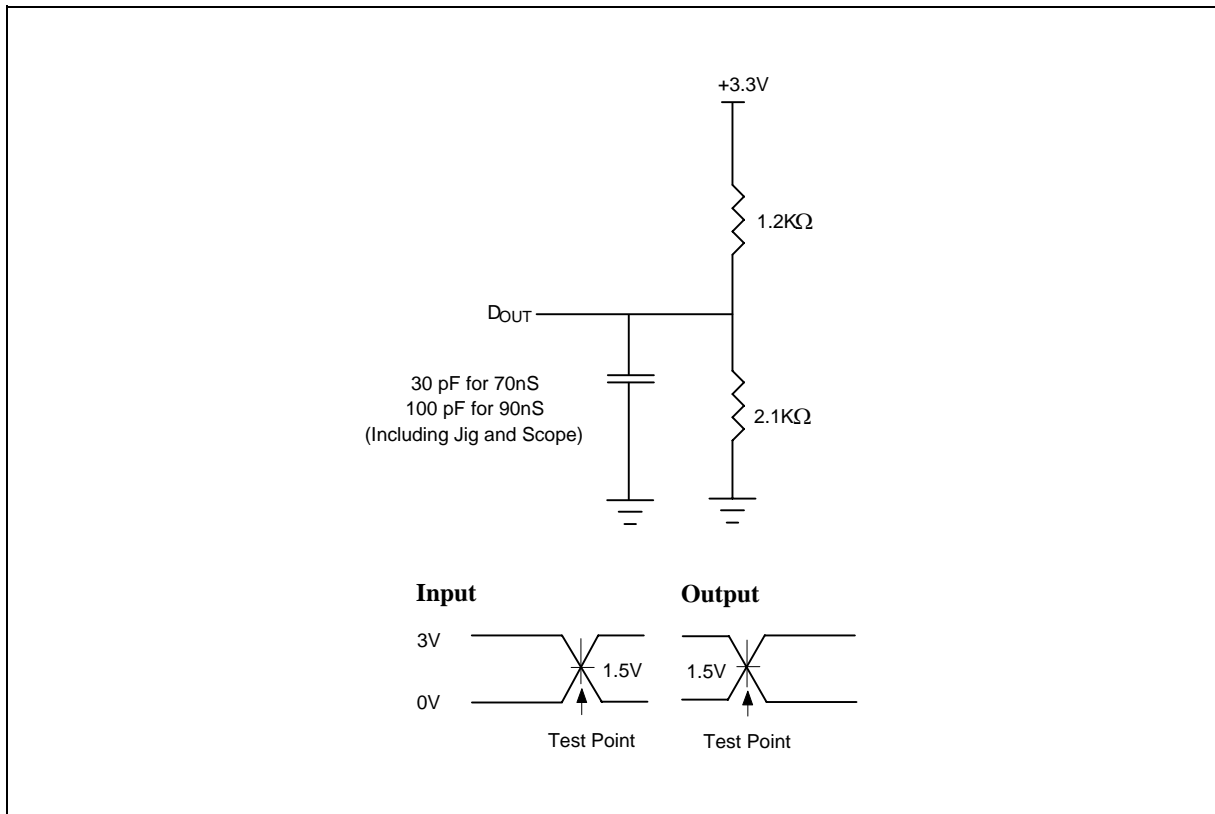 +3.3V
1.2KΩ
DOUT
30 pF for 70nS
100 pF for 90nS
(Including Jig and Scope)
2.1KΩ
Input
Output
3V
1.5V
1.5V
0V
Test Point
Test Point